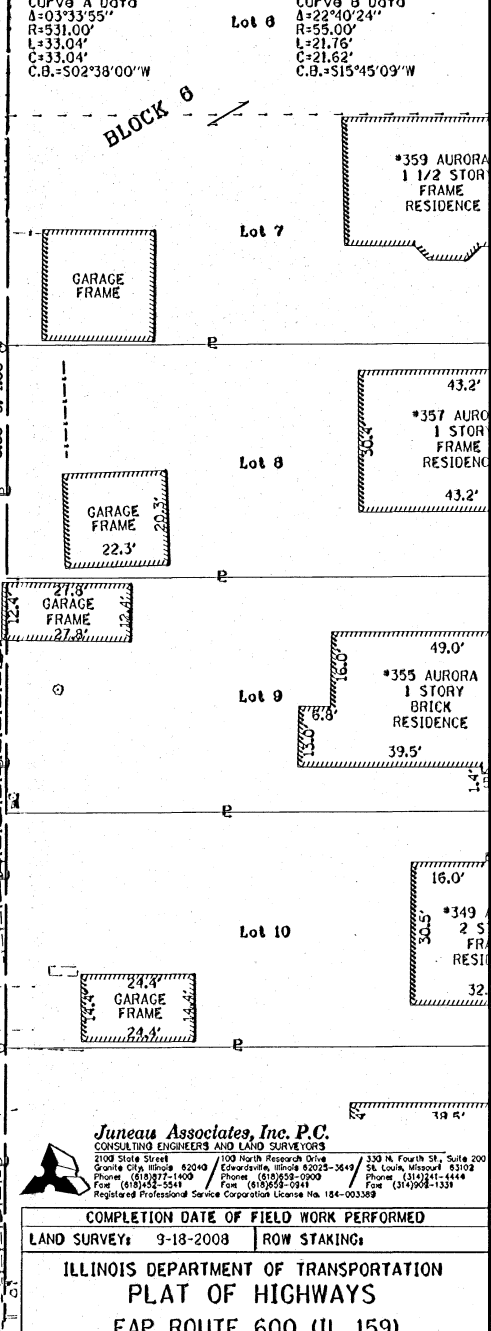 Curve A Data
Δ=03°33'55"
R=531.00'
L=33.04'
C=33.04'
C.B.=S02°38'00"W
Lot 6
Curve B Data
Δ=22°40'24"
R=55.00'
L=21.76'
C=21.62'
C.B.=S15°45'09"W
BLOCK 6
#359 AURORA
1 1/2 STORY
FRAME
RESIDENCE
Lot 7
GARAGE
FRAME
43.2'
#357 AURO
1 STORY
FRAME
RESIDENC
30.4'
43.2'
Lot 8
GARAGE
FRAME
20.3'
22.3'
27.8'
GARAGE
FRAME
12.4'
12.4'
27.8'
49.0'
16.0'
#355 AURORA
1 STORY
BRICK
RESIDENCE
Lot 9
6.8'
13.0'
39.5'
1.4'
16.0'
30.5'
#349
2 S
FRA
RESI
32.
Lot 10
24.4'
GARAGE
FRAME
14.4'
14.4'
24.4'
38.5'
Juneau Associates, Inc. P.C.
CONSULTING ENGINEERS AND LAND SURVEYORS
2100 State Street
Granite City, Illinois 62040
Phone: (618)877-1400
Fax: (618)452-5541
100 North Research Drive
Edwardsville, Illinois 62025-3649
Phone: (618)659-0900
Fax: (618)659-0941
330 N. Fourth St., Suite 200
St. Louis, Missouri 63102
Phone: (314)241-4444
Fax: (314)909-1331
Registered Professional Service Corporation License No. 184-003389
COMPLETION DATE OF FIELD WORK PERFORMED
LAND SURVEY: 9-18-2008
ROW STAKING:
ILLINOIS DEPARTMENT OF TRANSPORTATION
PLAT OF HIGHWAYS
FAP ROUTE 600 (IL 159)